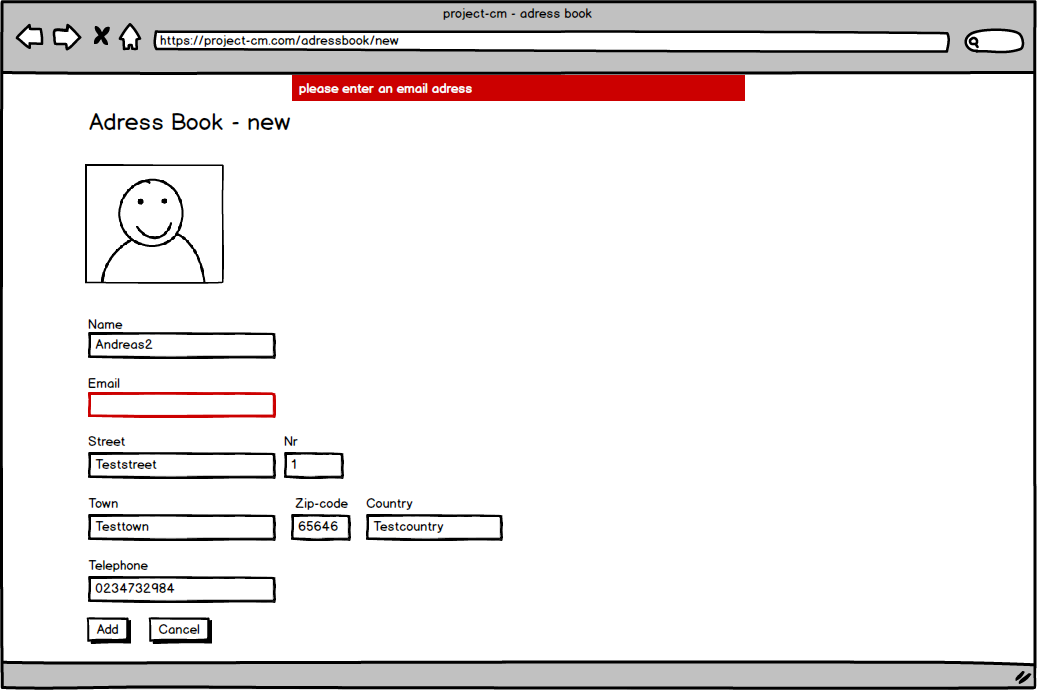 project-cm - adress book
https://project-cm.com/adressbook/new
please enter an email adress
Adress Book - new
Name
Andreas2
Email
Street Nr
Teststreet 1
Town Zip-code Country
Testtown 65646 Testcountry
Telephone
0234732984
Add Cancel